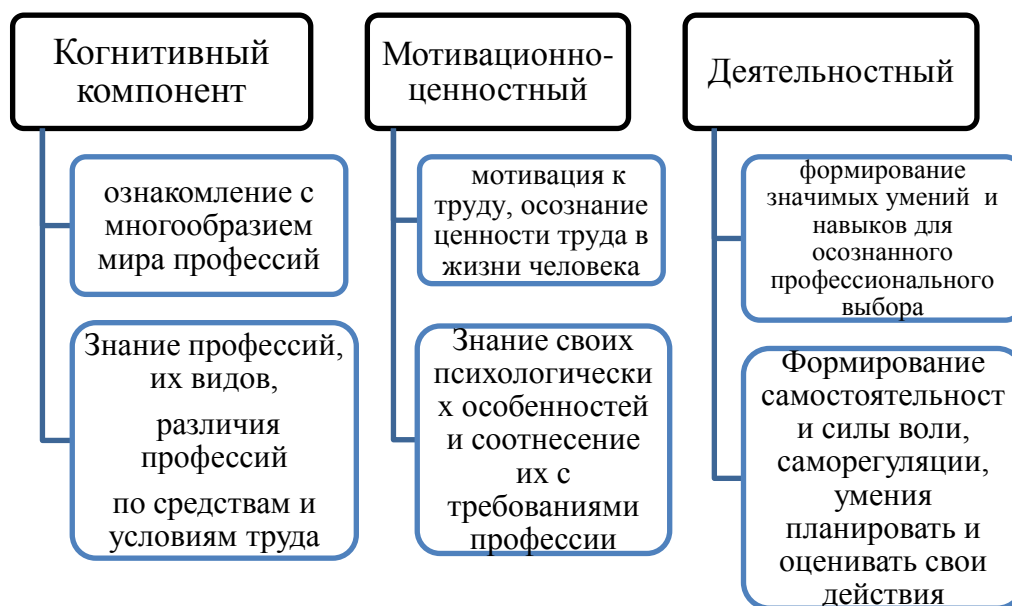 Когнитивный
компонент
ознакомление с
многообразием
мира профессий
Знание профессий,
их видов,
различия
профессий
по средствам и
условиям труда
Мотивационно-
ценностный
мотивация к
труду, осознание
ценности труда в
жизни человека
Знание своих
психологически
х особенностей
и соотнесение
их с
требованиями
профессии
Деятельностный
формирование
значимых умений и
навыков для
осознанного
профессионального
выбора
Формирование
самостоятельност
и силы воли,
саморегуляции,
умения
планировать и
оценивать свои
действия